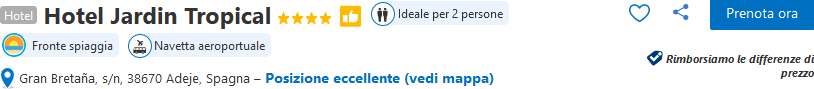 Hotel Hotel Jardin Tropical Ideale per 2 persone Prenota ora
Fronte spiaggia Navetta aeroportuale
Rimborsiamo le differenze di
prezzo
Gran Bretaña, s/n, 38670 Adeje, Spagna – Posizione eccellente (vedi mappa)